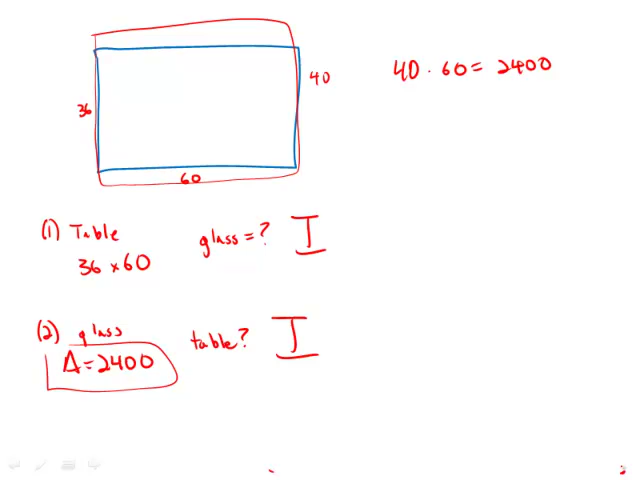 40
40 · 60 = 2400
36
60
(1) Table
36 × 60
glass = ?
I
(2) glass
A = 2400
table?
I